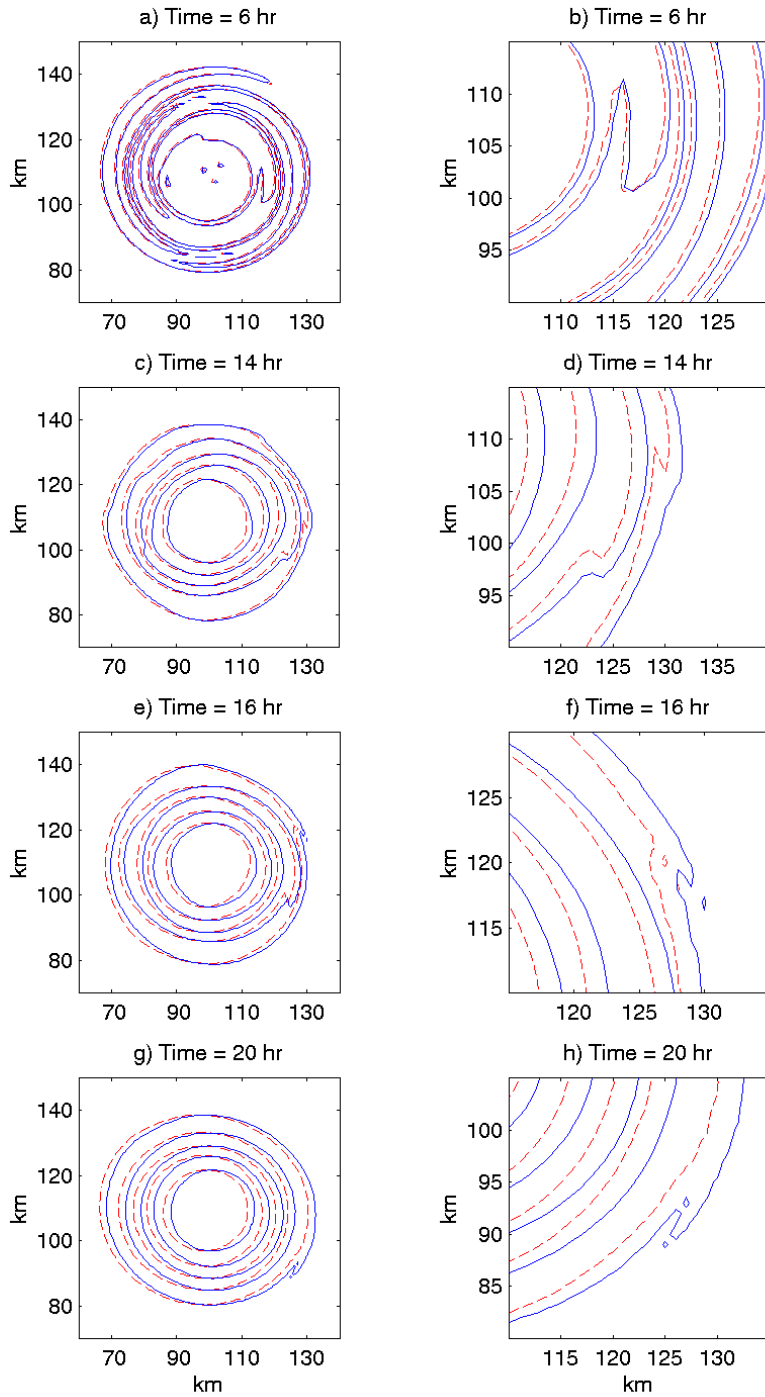 a) Time = 6 hr
b) Time = 6 hr
140
120
100
80
km
70 90 110 130
110
105
100
95
km
110 115 120 125
c) Time = 14 hr
d) Time = 14 hr
140
120
100
80
km
70 90 110 130
110
105
100
95
km
120 125 130 135
e) Time = 16 hr
f) Time = 16 hr
140
120
100
80
km
70 90 110 130
125
120
115
km
120 125 130
g) Time = 20 hr
h) Time = 20 hr
140
120
100
80
km
70 90 110 130
km
100
95
90
85
km
115 120 125 130
km